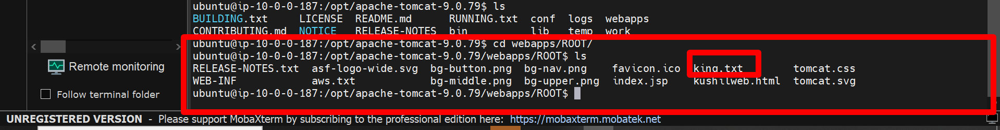 ubuntu@ip-10-0-0-187:/opt/apache-tomcat-9.0.79$ ls
BUILDING.txt LICENSE README.md RUNNING.txt conf logs webapps
CONTRIBUTING.md NOTICE RELEASE-NOTES bin lib temp work
ubuntu@ip-10-0-0-187:/opt/apache-tomcat-9.0.79$ cd webapps/ROOT/
ubuntu@ip-10-0-0-187:/opt/apache-tomcat-9.0.79/webapps/ROOT$ ls
RELEASE-NOTES.txt asf-logo-wide.svg bg-button.png bg-nav.png favicon.ico king.txt tomcat.css
WEB-INF aws.txt bg-middle.png bg-upper.png index.jsp kushilweb.html tomcat.svg
ubuntu@ip-10-0-0-187:/opt/apache-tomcat-9.0.79/webapps/ROOT$
Remote monitoring
Follow terminal folder
UNREGISTERED VERSION - Please support MobaXterm by subscribing to the professional edition here: https://mobaxterm.mobatek.net